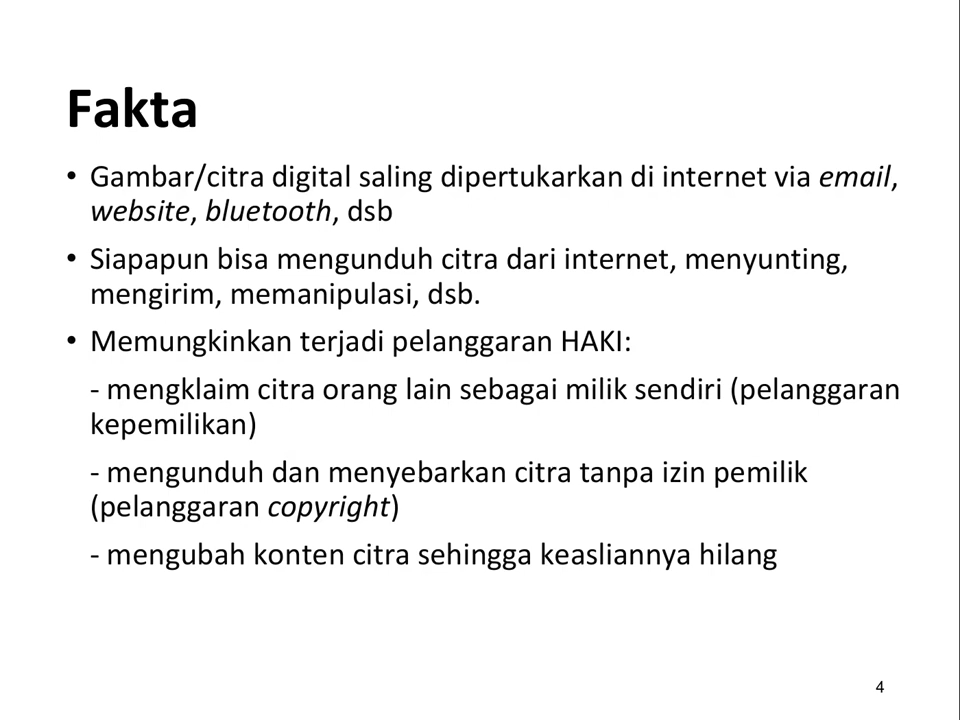 Fakta
• Gambar/citra digital saling dipertukarkan di internet via email,
website, bluetooth, dsb
• Siapapun bisa mengunduh citra dari internet, menyunting,
mengirim, memanipulasi, dsb.
• Memungkinkan terjadi pelanggaran HAKI:
- mengklaim citra orang lain sebagai milik sendiri (pelanggaran
kepemilikan)
- mengunduh dan menyebarkan citra tanpa izin pemilik
(pelanggaran copyright)
- mengubah konten citra sehingga keasliannya hilang
4